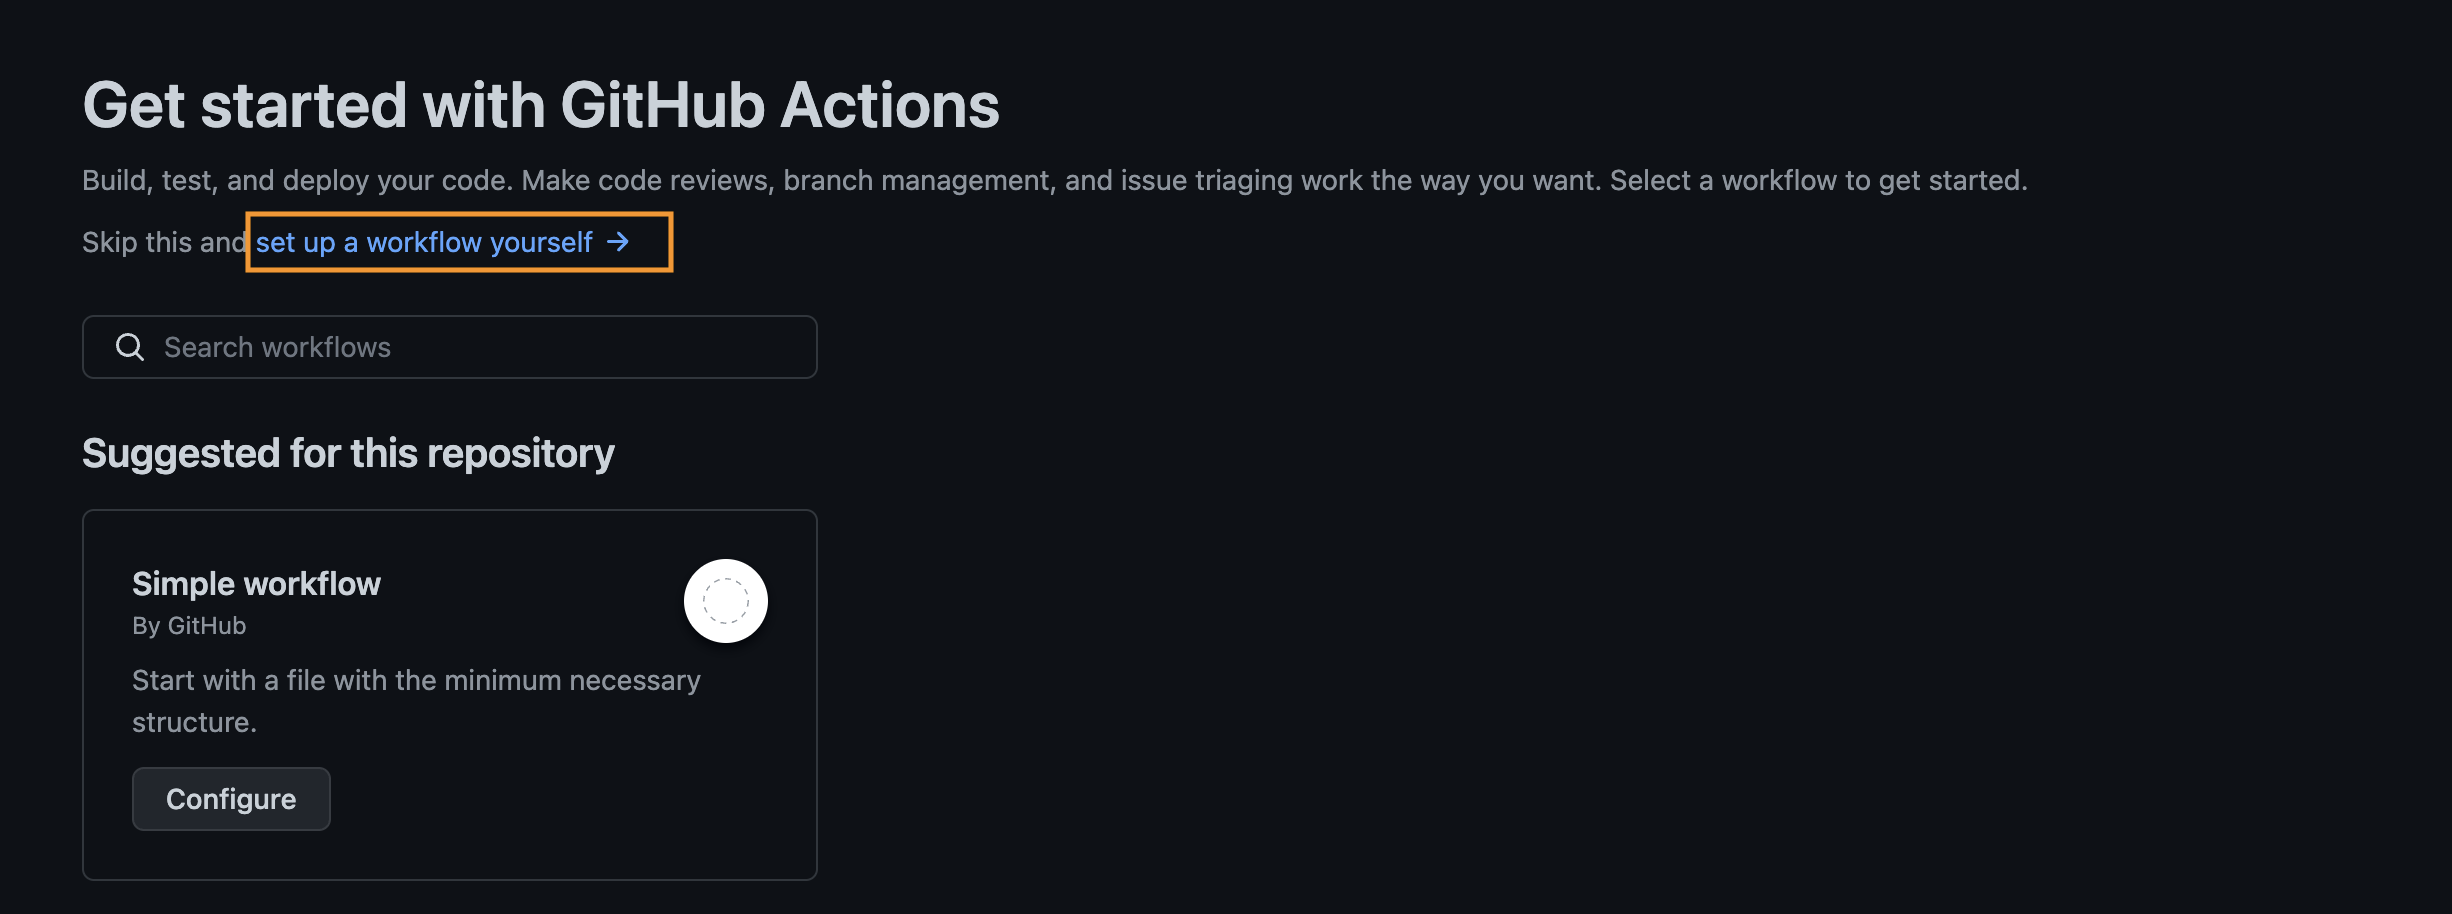 Get started with GitHub Actions
Build, test, and deploy your code. Make code reviews, branch management, and issue triaging work the way you want. Select a workflow to get started.
Skip this and set up a workflow yourself →
Search workflows
Suggested for this repository
Simple workflow
By GitHub
Start with a file with the minimum necessary
structure.
Configure